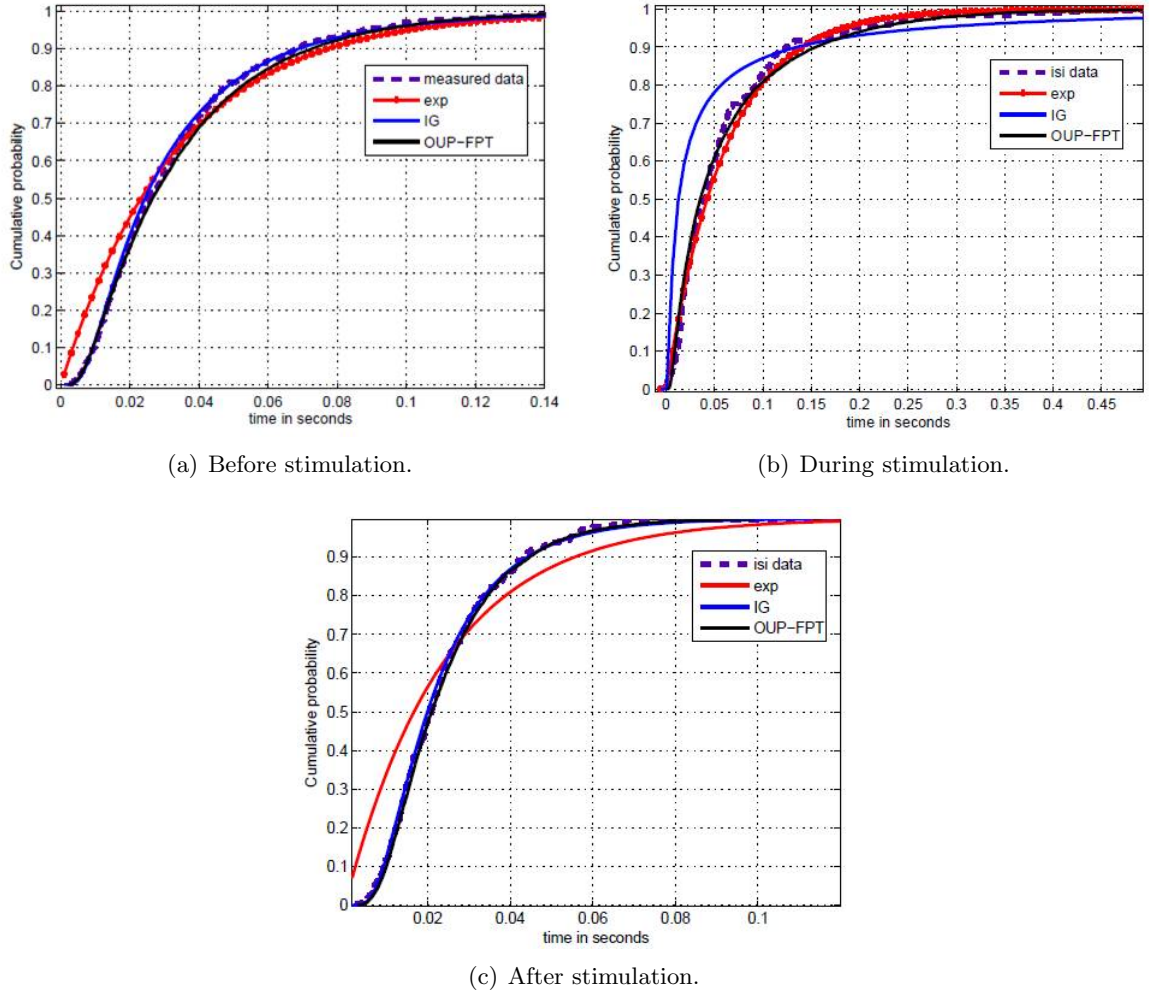 1
0.9
0.8
0.7
0.6
0.5
0.4
0.3
0.2
0.1
0
Cumulative probability
measured data
exp
IG
OUP-FPT
0 0.02 0.04 0.06 0.08 0.1 0.12 0.14
time in seconds
(a) Before stimulation.
1
0.9
0.8
0.7
0.6
0.5
0.4
0.3
0.2
0.1
0
Cumulative probability
isi data
exp
IG
OUP-FPT
0 0.05 0.1 0.15 0.2 0.25 0.3 0.35 0.4 0.45
time in seconds
(b) During stimulation.
0.9
0.8
0.7
0.6
0.5
0.4
0.3
0.2
0.1
0
Cumulative probability
isi data
exp
IG
OUP-FPT
0.02 0.04 0.06 0.08 0.1
time in seconds
(c) After stimulation.